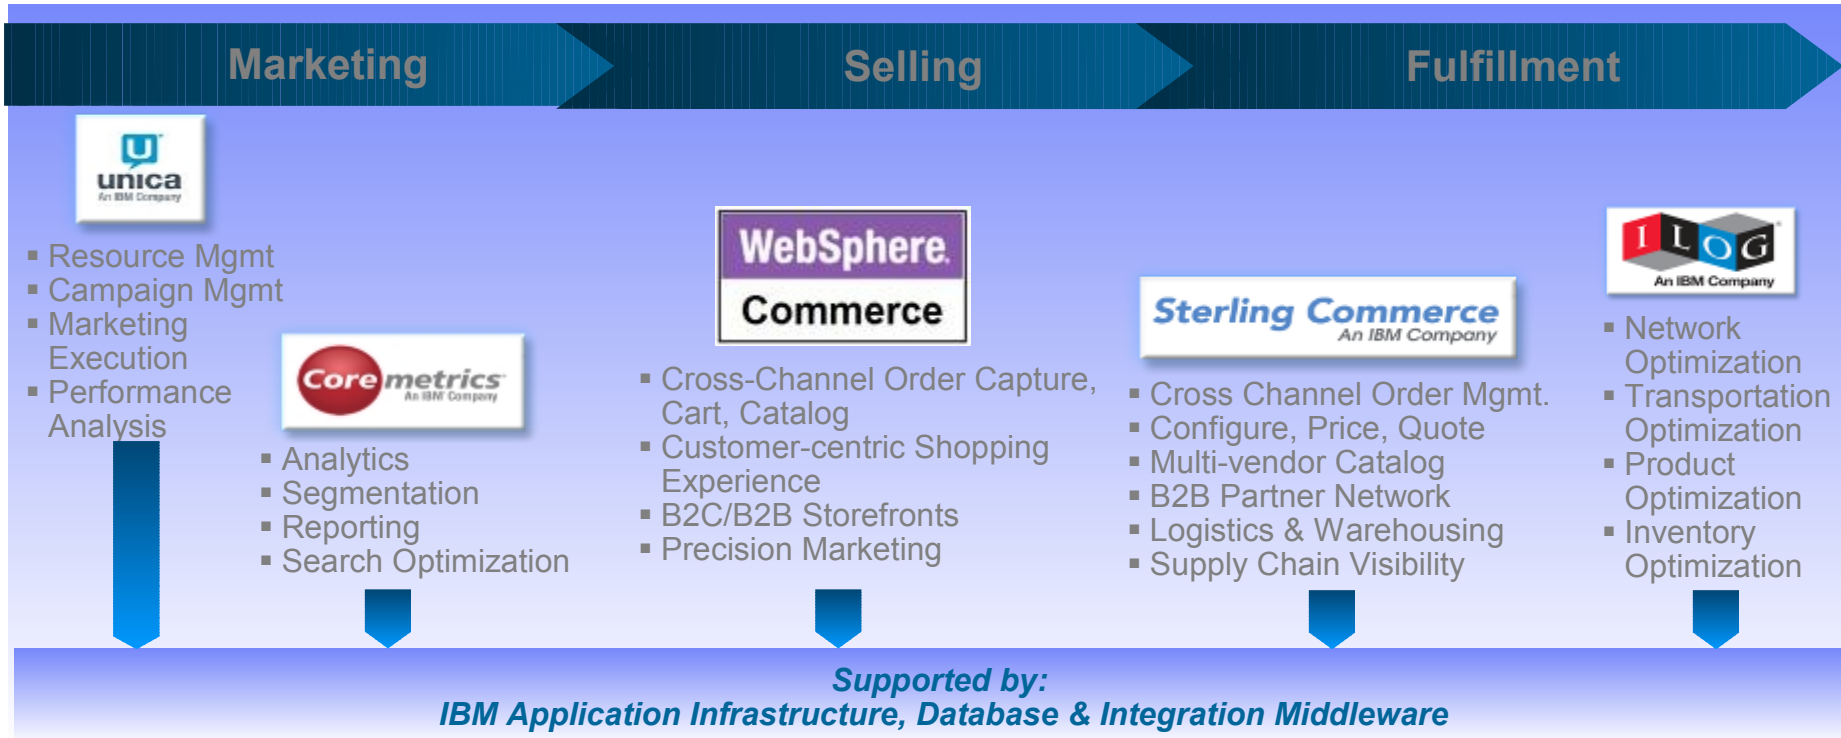 Marketing
Selling
Fulfillment
unica
An IBM Company
▪ Resource Mgmt
▪ Campaign Mgmt
▪ Marketing
Execution
▪ Performance
Analysis
Coremetrics
An IBM Company
▪ Analytics
▪ Segmentation
▪ Reporting
▪ Search Optimization
WebSphere.
Commerce
▪ Cross-Channel Order Capture,
Cart, Catalog
▪ Customer-centric Shopping
Experience
▪ B2C/B2B Storefronts
▪ Precision Marketing
Sterling Commerce
An IBM Company
▪ Cross Channel Order Mgmt.
▪ Configure, Price, Quote
▪ Multi-vendor Catalog
▪ B2B Partner Network
▪ Logistics & Warehousing
▪ Supply Chain Visibility
ILOG
An IBM Company
▪ Network
Optimization
▪ Transportation
Optimization
▪ Product
Optimization
▪ Inventory
Optimization
Supported by:
IBM Application Infrastructure, Database & Integration Middleware